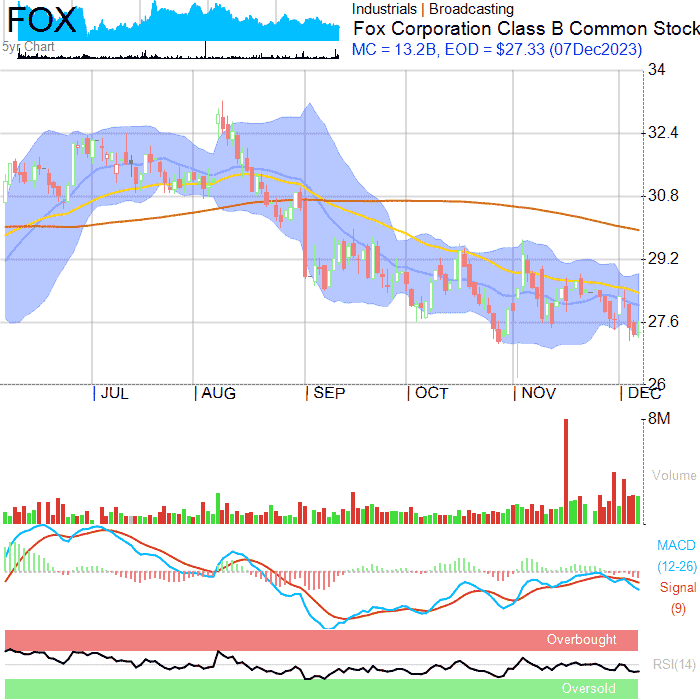 FOX
5yr Chart
Industrials | Broadcasting
Fox Corporation Class B Common Stock
MC = 13.2B, EOD = $27.33 (07Dec2023)
34
32.4
30.8
29.2
27.6
26
| JUL | AUG | SEP | OCT | NOV | DEC
8M
Volume
MACD
(12-26)
Signal
(9)
Overbought
RSI(14)
Oversold